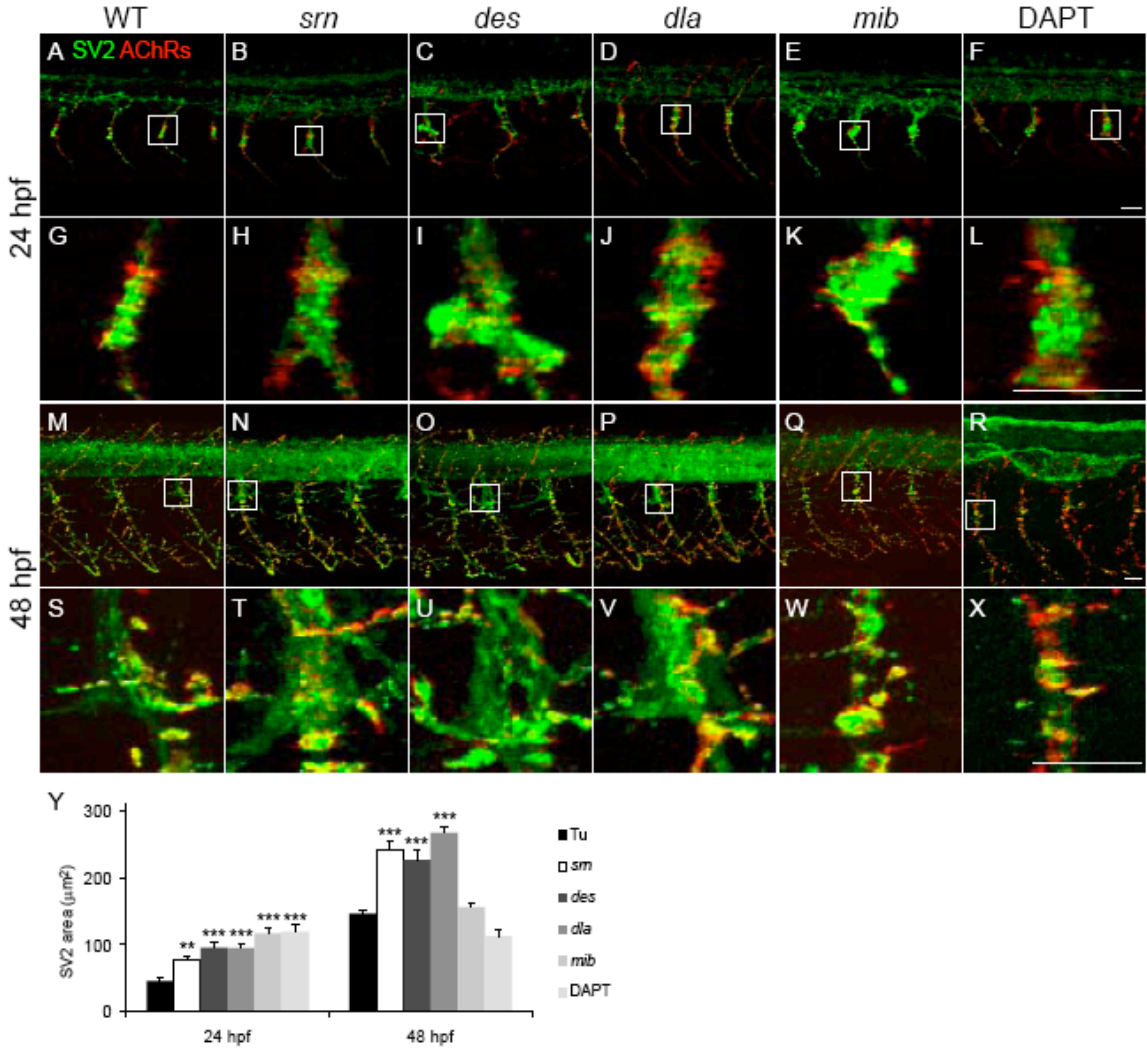 WT srn des dla mib DAPT
A SV2 AChRs B C D E F
24 hpf
G H I J K L
M N O P Q R
48 hpf
S T U V W X
Y
300
200
100
0
SV2 area (μm²)
** *** *** *** ***
*** *** ***
24 hpf 48 hpf
Tu
srn
des
dla
mib
DAPT